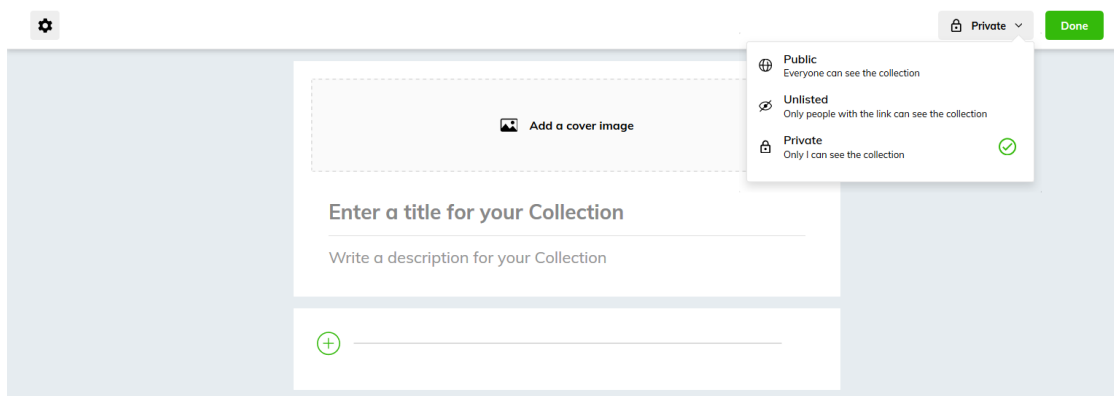 Private
Done
Public
Everyone can see the collection
Unlisted
Only people with the link can see the collection
Private
Only I can see the collection
Add a cover image
Enter a title for your Collection
Write a description for your Collection